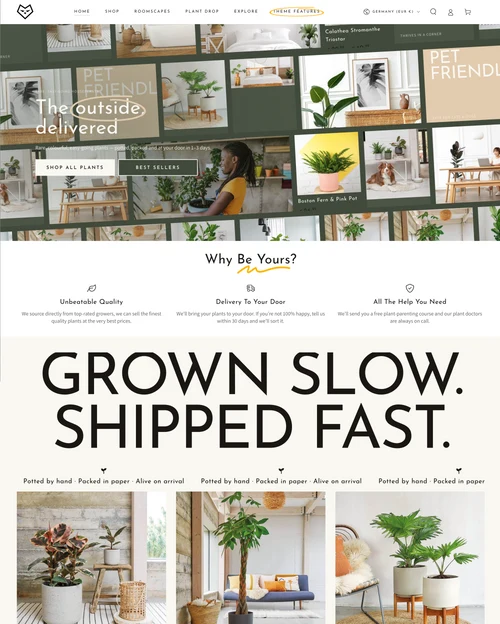 HOME SHOP ROOMSCAPES PLANT DROP EXPLORE THEME FEATURES GERMANY (EUR €)
Calathea Stromanthe
Triostar
THRIVES IN A CORNER
PET
FRIENDLY
PET
FRIENDL
The outside,
delivered
SHOP ALL PLANTS BEST SELLERS
Boston Fern & Pink Pot
Why Be Yours?
Unbeatable Quality
We source directly from top-rated growers, we can sell the finest
quality plants at the very best prices.
Delivery To Your Door
We'll bring your plants to your door. If you're not 100% happy, tell us
within 30 days and we'll sort it.
All The Help You Need
We'll send you a free plant-parenting course and our plant doctors
are always on call.
GROWN SLOW.
SHIPPED FAST.
Potted by hand · Packed in paper · Alive on arrival Potted by hand · Packed in paper · Alive on arrival Potted by hand · Packed in paper